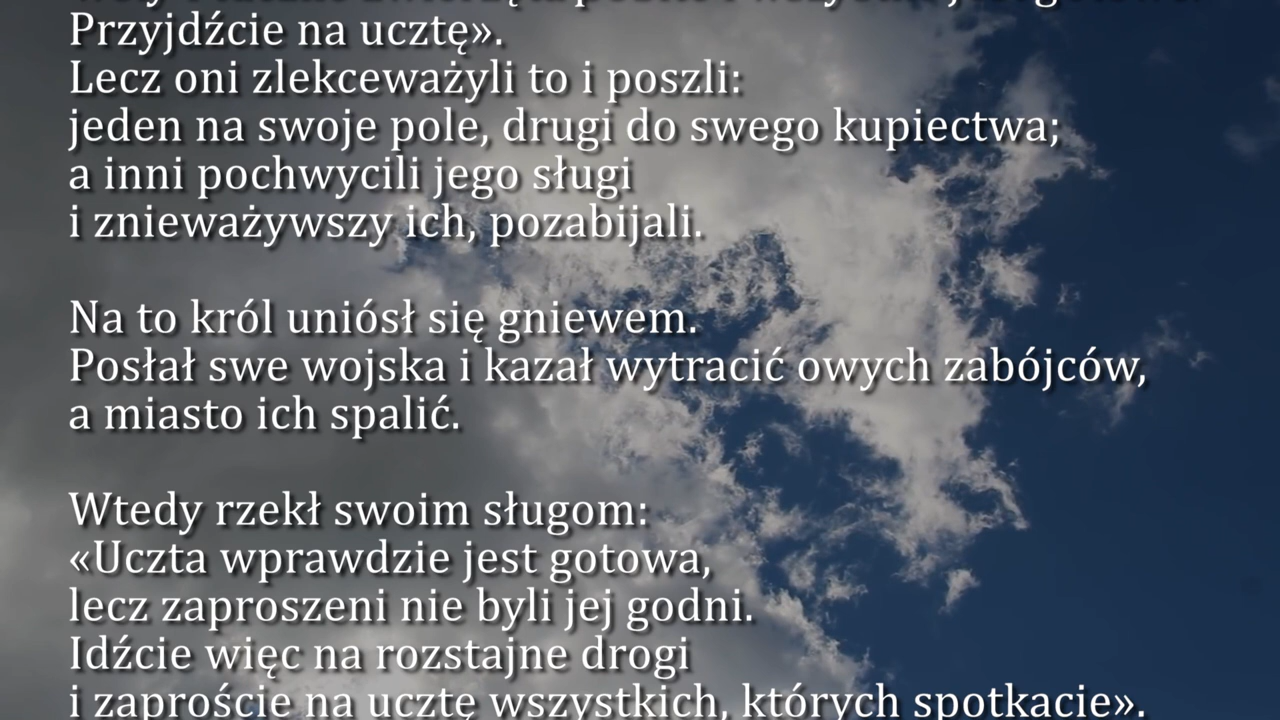 Przyjdźcie na ucztę».
Lecz oni zlekceważyli to i poszli:
jeden na swoje pole, drugi do swego kupiectwa;
a inni pochwycili jego sługi
i znieważywszy ich, pozabijali.
Na to król uniósł się gniewem.
Posłał swe wojska i kazał wytracić owych zabójców,
a miasto ich spalić.
Wtedy rzekł swoim sługom:
«Uczta wprawdzie jest gotowa,
lecz zaproszeni nie byli jej godni.
Idźcie więc na rozstajne drogi
i zaproście na ucztę wszystkich, których spotkacie».